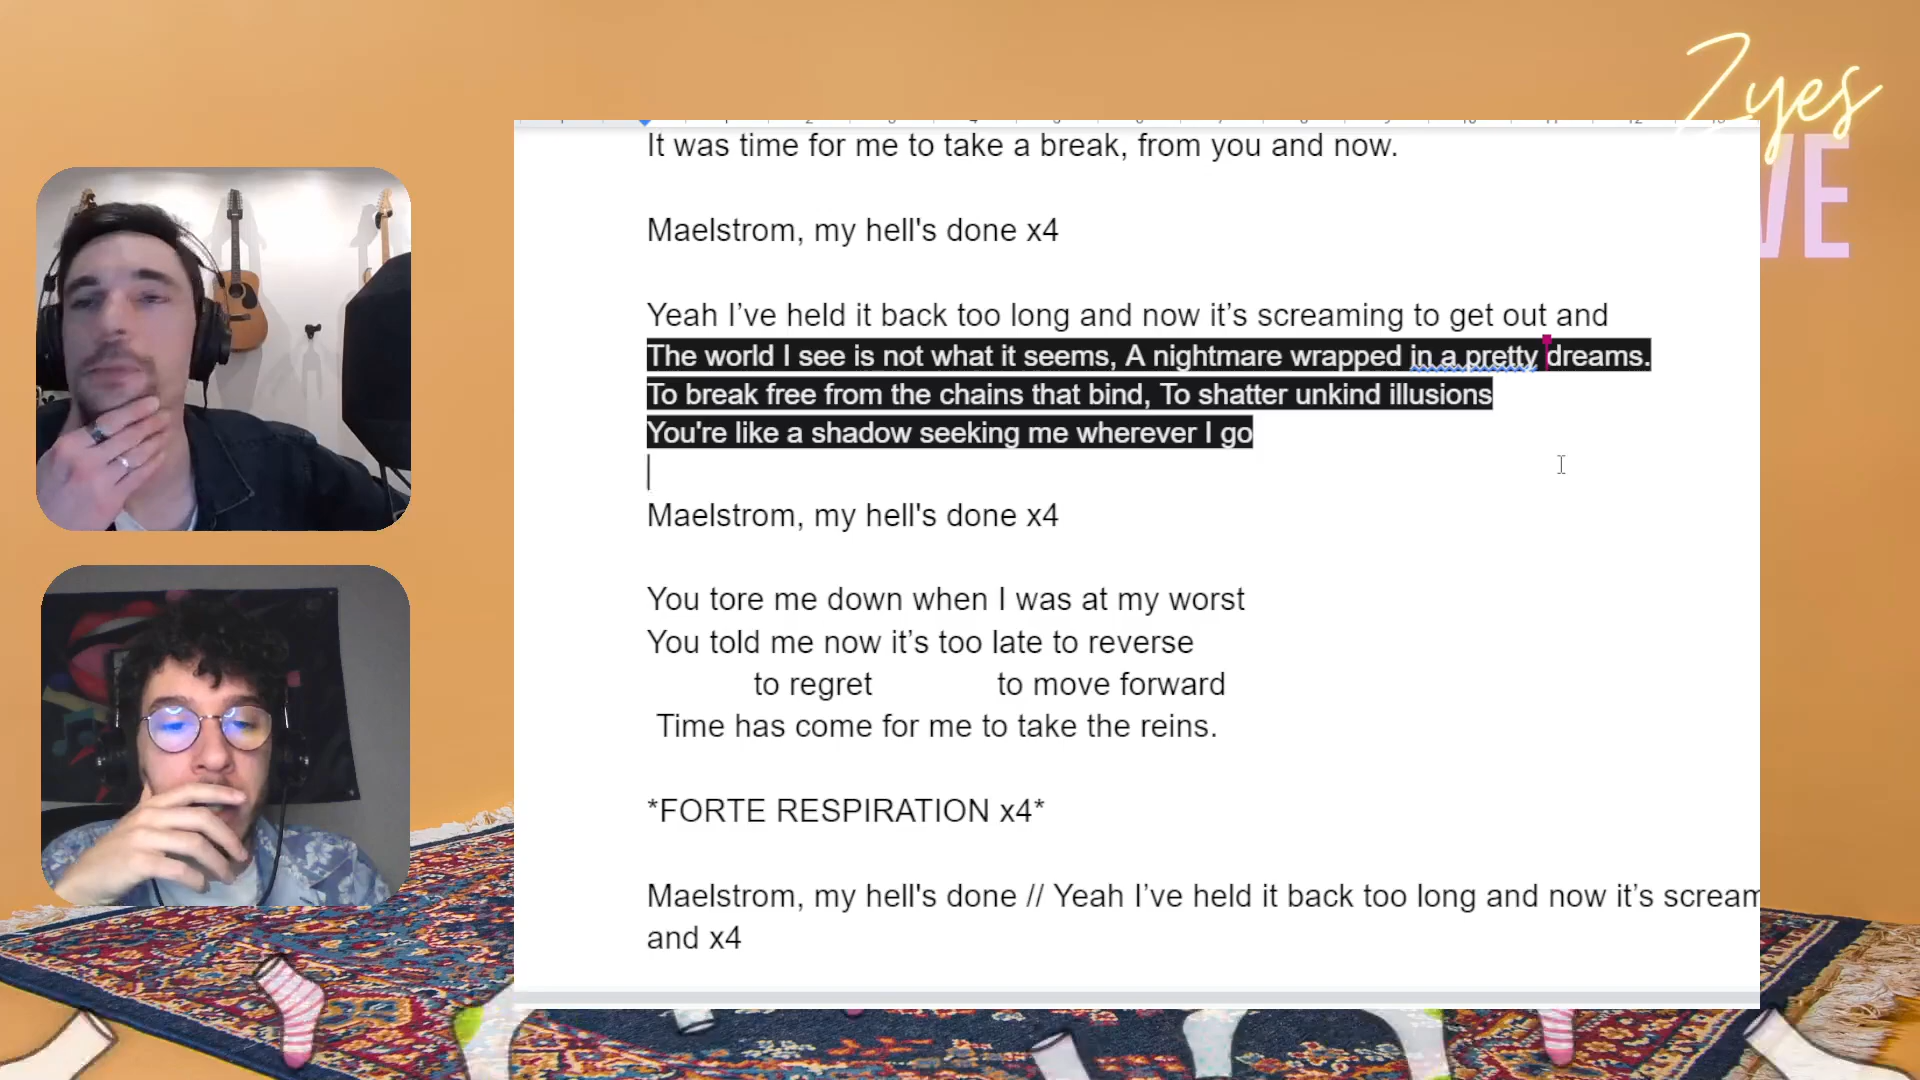 Zyes
VE
It was time for me to take a break, from you and now.
Maelstrom, my hell's done x4
Yeah I’ve held it back too long and now it’s screaming to get out and
The world I see is not what it seems, A nightmare wrapped in a pretty dreams.
To break free from the chains that bind, To shatter unkind illusions
You're like a shadow seeking me wherever I go
Maelstrom, my hell's done x4
You tore me down when I was at my worst
You told me now it’s too late to reverse
to regret to move forward
Time has come for me to take the reins.
*FORTE RESPIRATION x4*
Maelstrom, my hell's done // Yeah I’ve held it back too long and now it’s scream
and x4